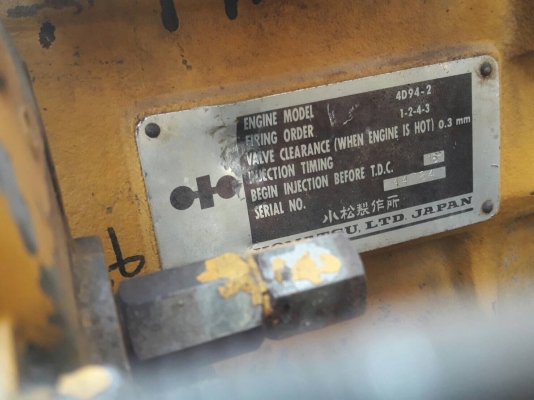 ENGINE MODEL 4D94-2
FIRING ORDER 1-2-4-3
VALVE CLEARANCE (WHEN ENGINE IS HOT) 0.3 mm
INJECTION TIMING
BEGIN INJECTION BEFORE T.D.C.
SERIAL NO.
小松製作所
KOMATSU, LTD. JAPAN